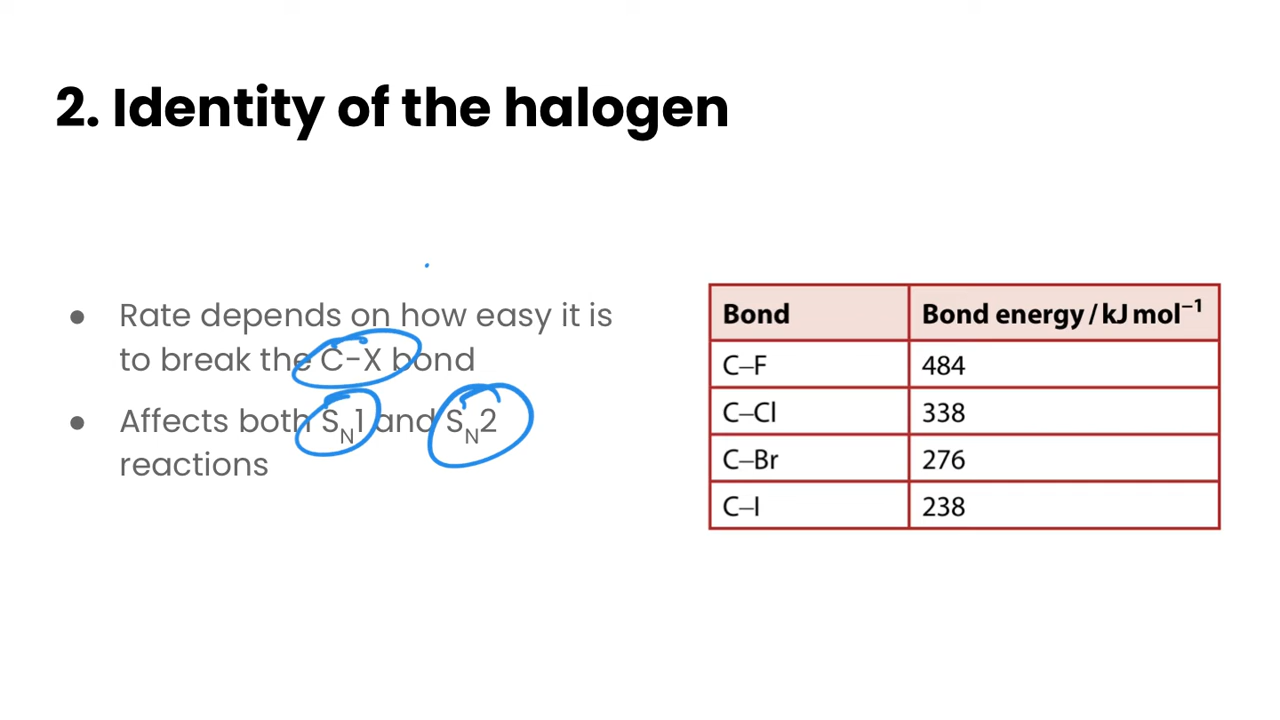 2. Identity of the halogen
● Rate depends on how easy it is
to break the C-X bond
● Affects both SN1 and SN2
reactions
Bond Bond energy / kJ mol⁻¹
C–F 484
C–Cl 338
C–Br 276
C–I 238